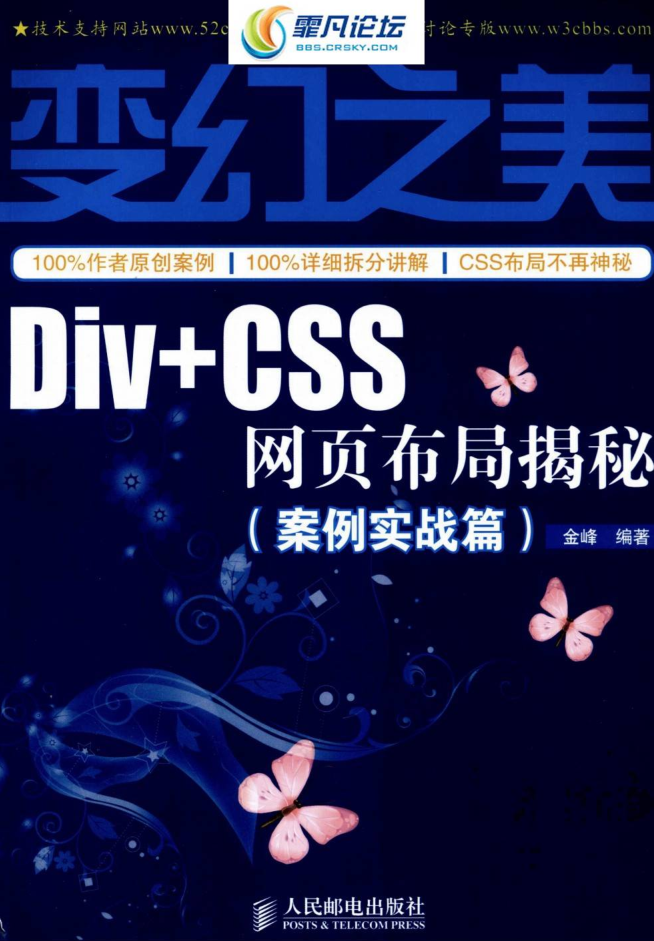 ★技术支持网站www.52c
霏凡论坛
BBS.CRSKY.COM
讨论专版www.w3cbbs.com
变幻之美
100%作者原创案例 | 100%详细拆分讲解 | CSS布局不再神秘
Div+CSS
网页布局揭秘
（案例实战篇）
金峰 编著
人民邮电出版社
POSTS & TELECOM PRESS